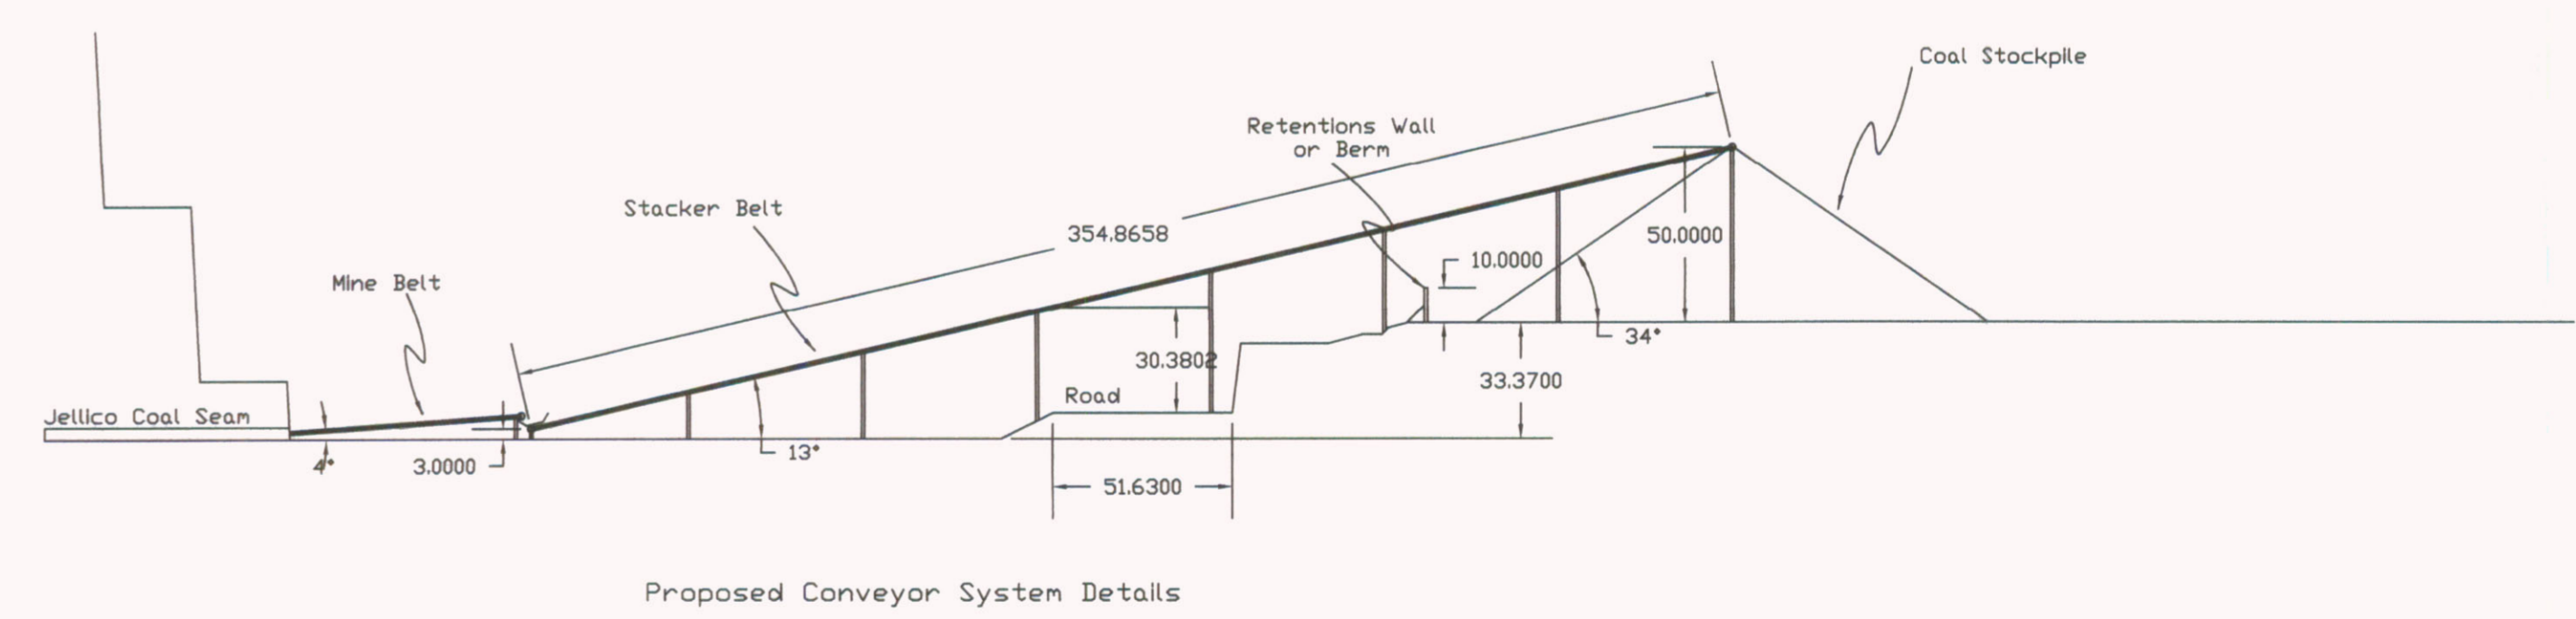 Coal Stockpile
Retentions Wall
or Berm
Stacker Belt
354.8658
50.0000
10.0000
Mine Belt
34°
30.3802
33.3700
Road
Jellico Coal Seam
13°
4°
3.0000
51.6300
Proposed Conveyor System Details